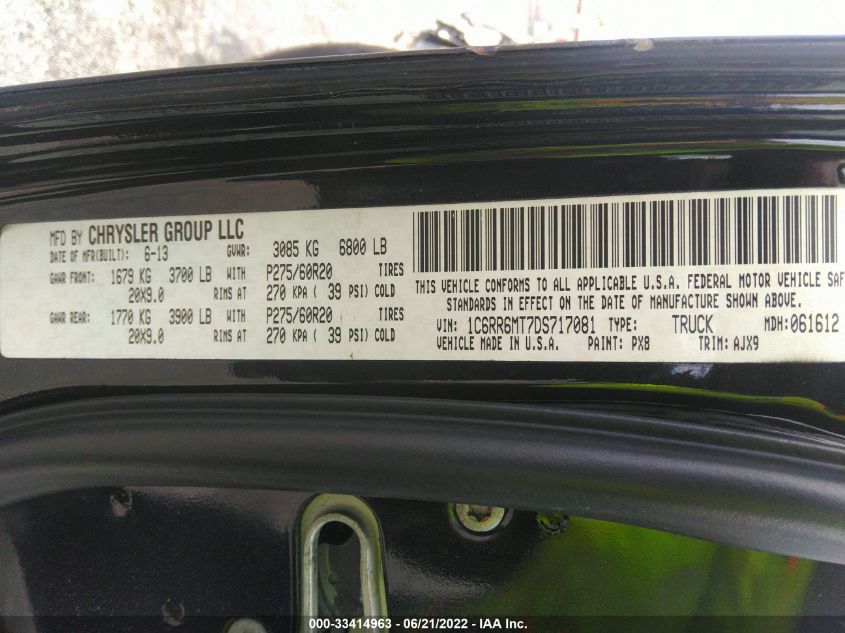 MFD BY CHRYSLER GROUP LLC
DATE OF MFR(BUILT): 6-13 GVWR: 3085 KG 6800 LB
GAWR FRONT: 1679 KG 3700 LB WITH P275/60R20 TIRES
20X9.0 RIMS AT 270 KPA ( 39 PSI) COLD
GAWR REAR: 1770 KG 3900 LB WITH P275/60R20 TIRES
20X9.0 RIMS AT 270 KPA ( 39 PSI) COLD
THIS VEHICLE CONFORMS TO ALL APPLICABLE U.S.A. FEDERAL MOTOR VEHICLE SAF
STANDARDS IN EFFECT ON THE DATE OF MANUFACTURE SHOWN ABOVE.
VIN: 1C6RR6MT7DS717081 TYPE: TRUCK MDH:061612
VEHICLE MADE IN U.S.A. PAINT: PX8 TRIM: AJX9
000-33414963 - 06/21/2022 - IAA Inc.